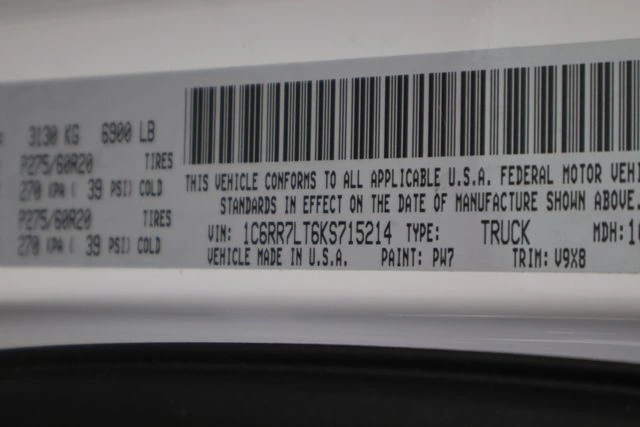 3130 KG 6900 LB
P275/60R20 TIRES
270 KPA ( 39 PSI) COLD
P275/60R20 TIRES
270 KPA ( 39 PSI) COLD
THIS VEHICLE CONFORMS TO ALL APPLICABLE U.S.A. FEDERAL MOTOR VEHI
STANDARDS IN EFFECT ON THE DATE OF MANUFACTURE SHOWN ABOVE.
VIN: 1C6RR7LT6KS715214 TYPE: TRUCK MDH:
VEHICLE MADE IN U.S.A. PAINT: PW7 TRIM: V9X8